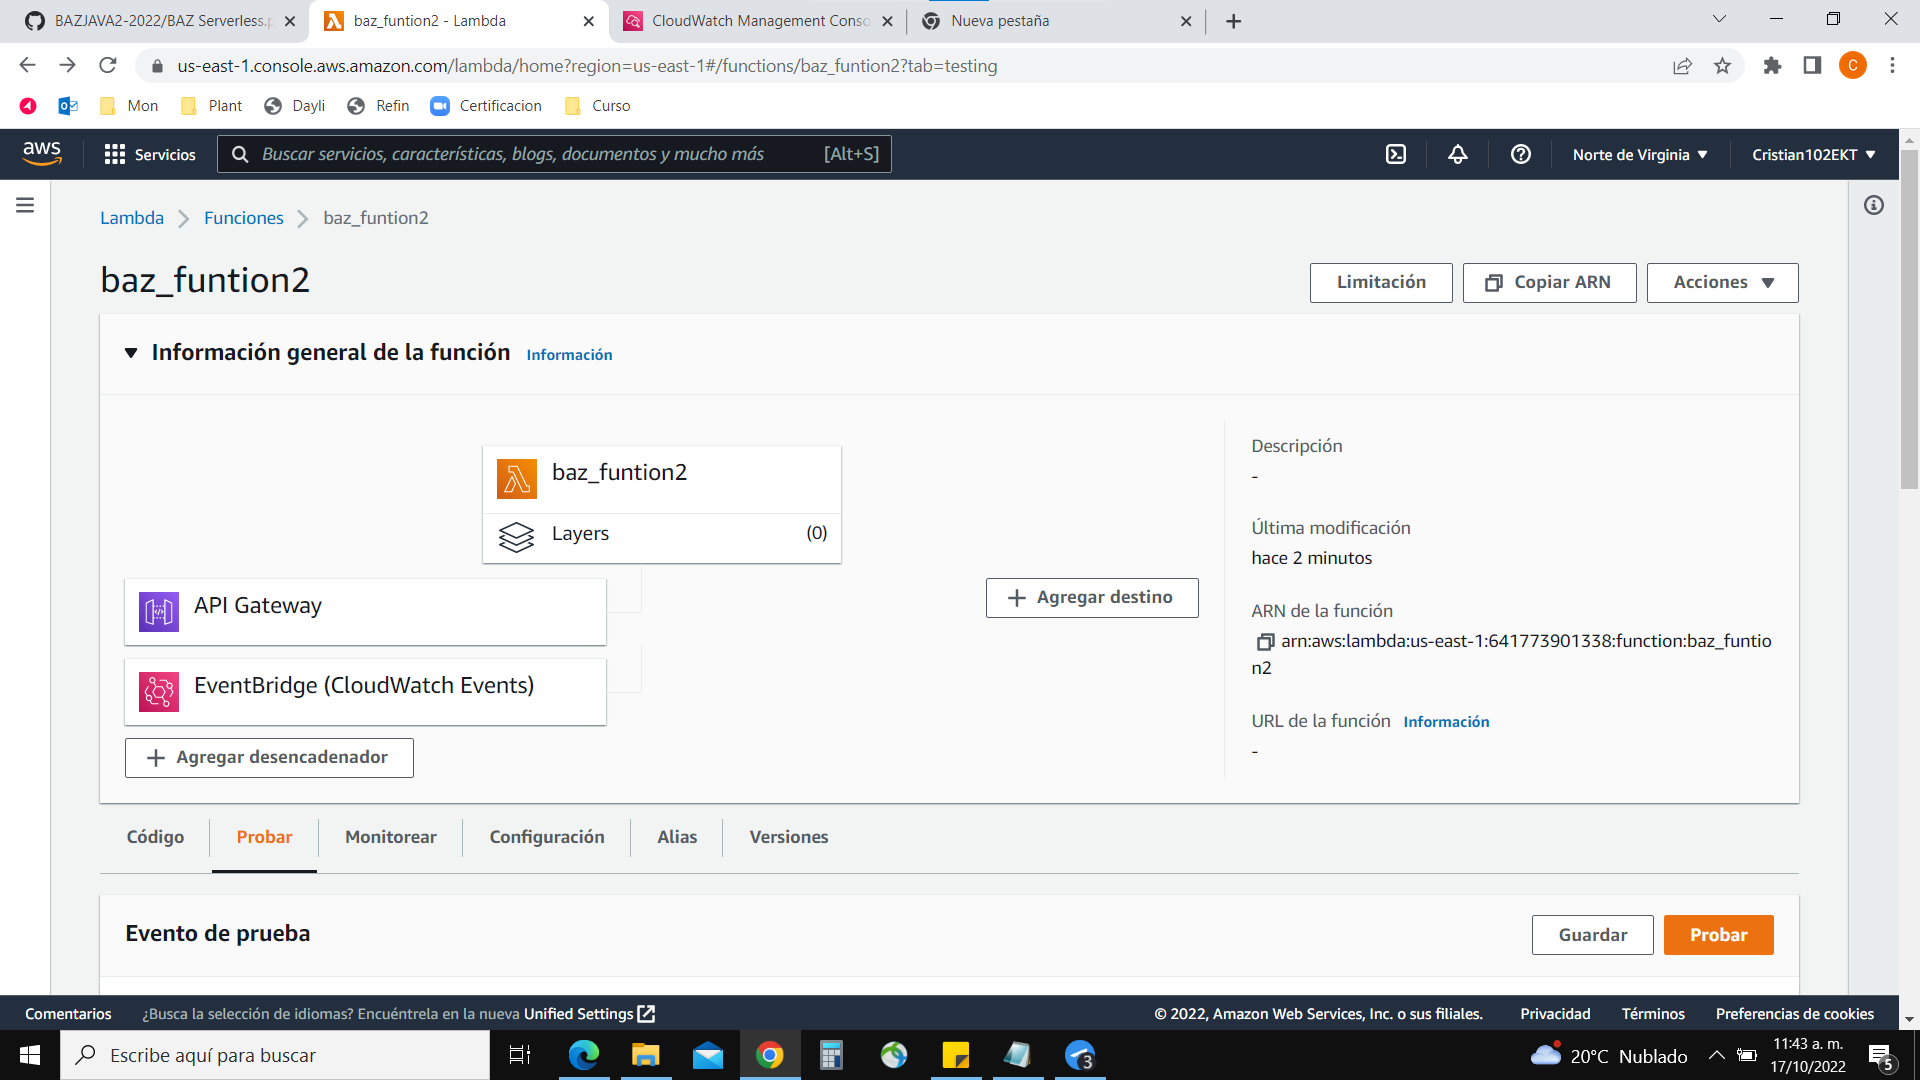 BAZJAVA2-2022/BAZ Serverless.p
baz_funtion2 - Lambda
CloudWatch Management Conso
Nueva pestaña
us-east-1.console.aws.amazon.com/lambda/home?region=us-east-1#/functions/baz_funtion2?tab=testing
C
Mon
Plant
Dayli
Refin
Certificacion
Curso
aws
Servicios
Buscar servicios, características, blogs, documentos y mucho más
[Alt+S]
Norte de Virginia
Cristian102EKT
Lambda
Funciones
baz_funtion2
baz_funtion2
Limitación
Copiar ARN
Acciones
Información general de la función
Información
baz_funtion2
Layers
(0)
API Gateway
EventBridge (CloudWatch Events)
Agregar desencadenador
Agregar destino
Descripción
-
Última modificación
hace 2 minutos
ARN de la función
arn:aws:lambda:us-east-1:641773901338:function:baz_funtio
n2
URL de la función
Información
-
Código
Probar
Monitorear
Configuración
Alias
Versiones
Evento de prueba
Guardar
Probar
Comentarios
¿Busca la selección de idiomas? Encuéntrela en la nueva Unified Settings
© 2022, Amazon Web Services, Inc. o sus filiales.
Privacidad
Términos
Preferencias de cookies
Escribe aquí para buscar
3
20°C Nublado
11:43 a. m.
17/10/2022
5